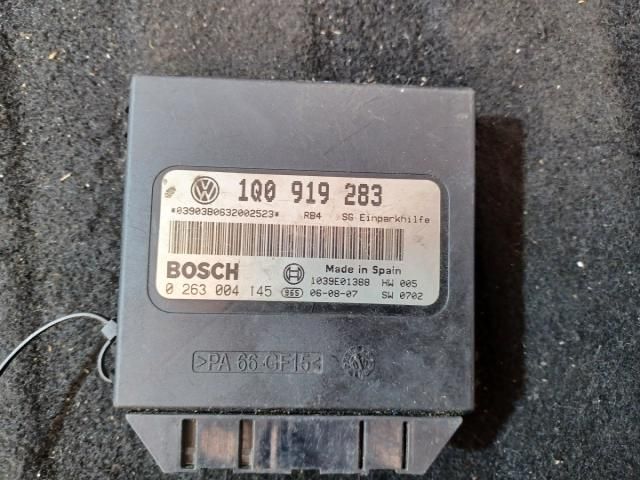 1Q0 919 283
*03903B0632002523* RB4 SG Einparkhilfe
BOSCH Made in Spain
1039E01388 HW 005
0 263 004 145 965 06-08-07 SW 0702
>PA 66-GF15<